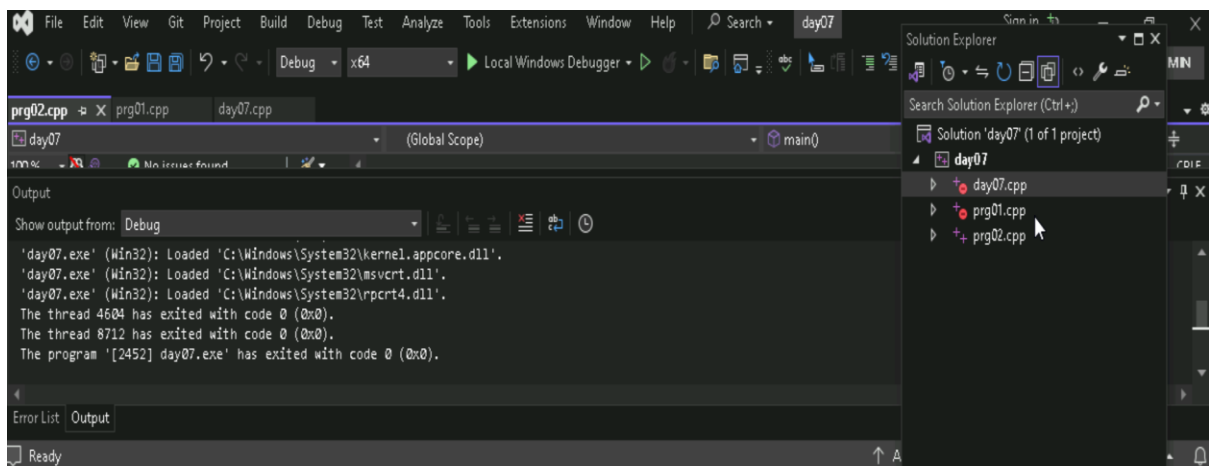 File Edit View Git Project Build Debug Test Analyze Tools Extensions Window Help Search day07 Sign in
Debug x64 Local Windows Debugger
prg02.cpp prg01.cpp day07.cpp
day07 (Global Scope) main()
100 % No issues found CRLF
Output
Show output from: Debug
'day07.exe' (Win32): Loaded 'C:\Windows\System32\kernel.appcore.dll'.
'day07.exe' (Win32): Loaded 'C:\Windows\System32\msvcrt.dll'.
'day07.exe' (Win32): Loaded 'C:\Windows\System32\rpcrt4.dll'.
The thread 4604 has exited with code 0 (0x0).
The thread 8712 has exited with code 0 (0x0).
The program '[2452] day07.exe' has exited with code 0 (0x0).
Error List Output
Ready
Solution Explorer
Search Solution Explorer (Ctrl+;)
Solution 'day07' (1 of 1 project)
day07
day07.cpp
prg01.cpp
prg02.cpp